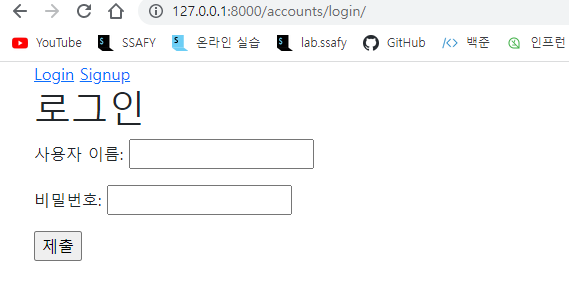 127.0.0.1:8000/accounts/login/
YouTube SSAFY 온라인 실습 lab.ssafy GitHub </> 백준 인프런
Login Signup
로그인
사용자 이름:
비밀번호:
제출